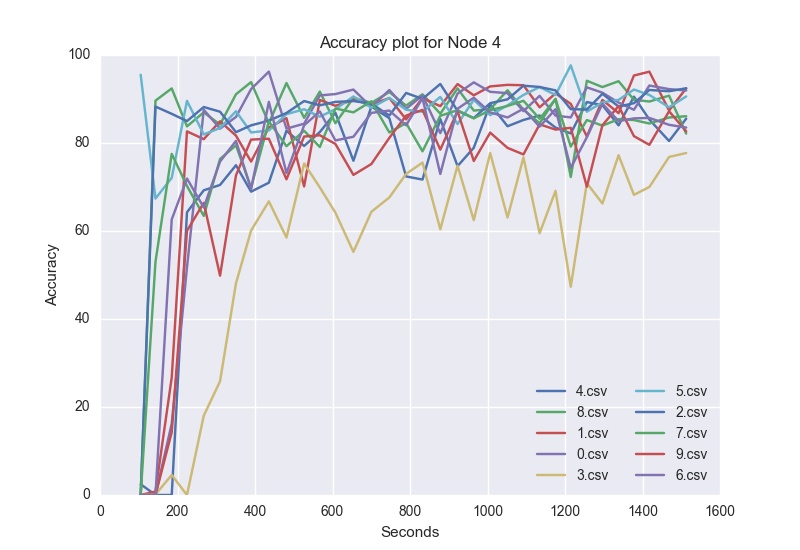 Accuracy plot for Node 4
100
80
60
40
20
0
Accuracy
0 200 400 600 800 1000 1200 1400 1600
Seconds
4.csv 5.csv
8.csv 2.csv
1.csv 7.csv
0.csv 9.csv
3.csv 6.csv